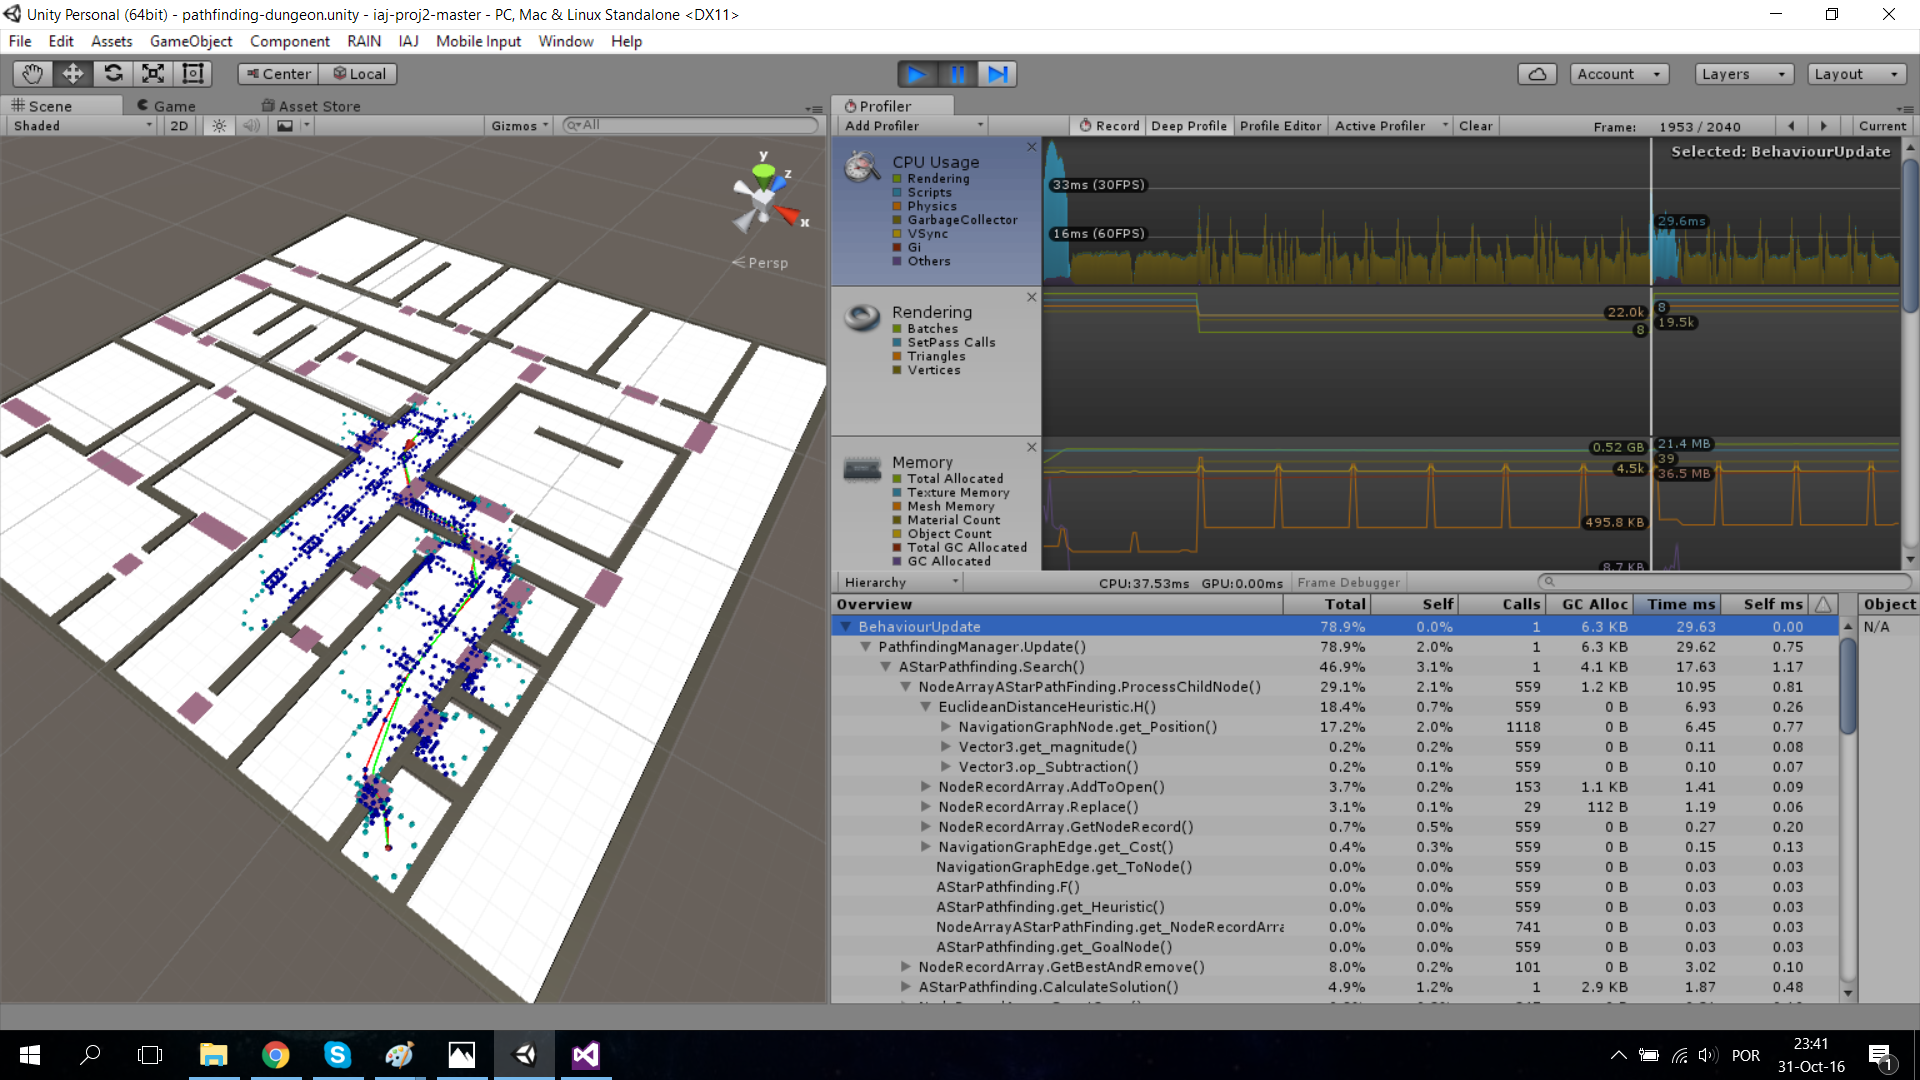 Unity Personal (64bit) - pathfinding-dungeon.unity - iaj-proj2-master - PC, Mac & Linux Standalone <DX11>
File Edit Assets GameObject Component RAIN IAJ Mobile Input Window Help
Center Local Account Layers Layout
Scene Game Asset Store
Shaded 2D Gizmos All
y
z
x
Persp
Profiler
Add Profiler Record Deep Profile Profile Editor Active Profiler Clear Frame: 1953 / 2040 Current
Selected: BehaviourUpdate
CPU Usage
Rendering
Scripts
Physics
GarbageCollector
VSync
Gi
Others
33ms (30FPS)
16ms (60FPS)
29.6ms
Rendering
Batches
SetPass Calls
Triangles
Vertices
22.0k
8
8
19.5k
Memory
Total Allocated
Texture Memory
Mesh Memory
Material Count
Object Count
Total GC Allocated
GC Allocated
0.52 GB
4.5k
495.8 KB
8.7 KB
21.4 MB
39
36.5 MB
Hierarchy CPU:37.53ms GPU:0.00ms Frame Debugger
Overview Total Self Calls GC Alloc Time ms Self ms Object
BehaviourUpdate 78.9% 0.0% 1 6.3 KB 29.63 0.00 N/A
PathfindingManager.Update() 78.9% 2.0% 1 6.3 KB 29.62 0.75
AStarPathfinding.Search() 46.9% 3.1% 1 4.1 KB 17.63 1.17
NodeArrayAStarPathFinding.ProcessChildNode() 29.1% 2.1% 559 1.2 KB 10.95 0.81
EuclideanDistanceHeuristic.H() 18.4% 0.7% 559 0 B 6.93 0.26
NavigationGraphNode.get_Position() 17.2% 2.0% 1118 0 B 6.45 0.77
Vector3.get_magnitude() 0.2% 0.2% 559 0 B 0.11 0.08
Vector3.op_Subtraction() 0.2% 0.1% 559 0 B 0.10 0.07
NodeRecordArray.AddToOpen() 3.7% 0.2% 153 1.1 KB 1.41 0.09
NodeRecordArray.Replace() 3.1% 0.1% 29 112 B 1.19 0.06
NodeRecordArray.GetNodeRecord() 0.7% 0.5% 559 0 B 0.27 0.20
NavigationGraphEdge.get_Cost() 0.4% 0.3% 559 0 B 0.15 0.13
NavigationGraphEdge.get_ToNode() 0.0% 0.0% 559 0 B 0.03 0.03
AStarPathfinding.F() 0.0% 0.0% 559 0 B 0.03 0.03
AStarPathfinding.get_Heuristic() 0.0% 0.0% 559 0 B 0.03 0.03
NodeArrayAStarPathFinding.get_NodeRecordArra 0.0% 0.0% 741 0 B 0.03 0.03
AStarPathfinding.get_GoalNode() 0.0% 0.0% 559 0 B 0.03 0.03
NodeRecordArray.GetBestAndRemove() 8.0% 0.2% 101 0 B 3.02 0.10
AStarPathfinding.CalculateSolution() 4.9% 1.2% 1 2.9 KB 1.87 0.48
POR
23:41
31-Oct-16
1